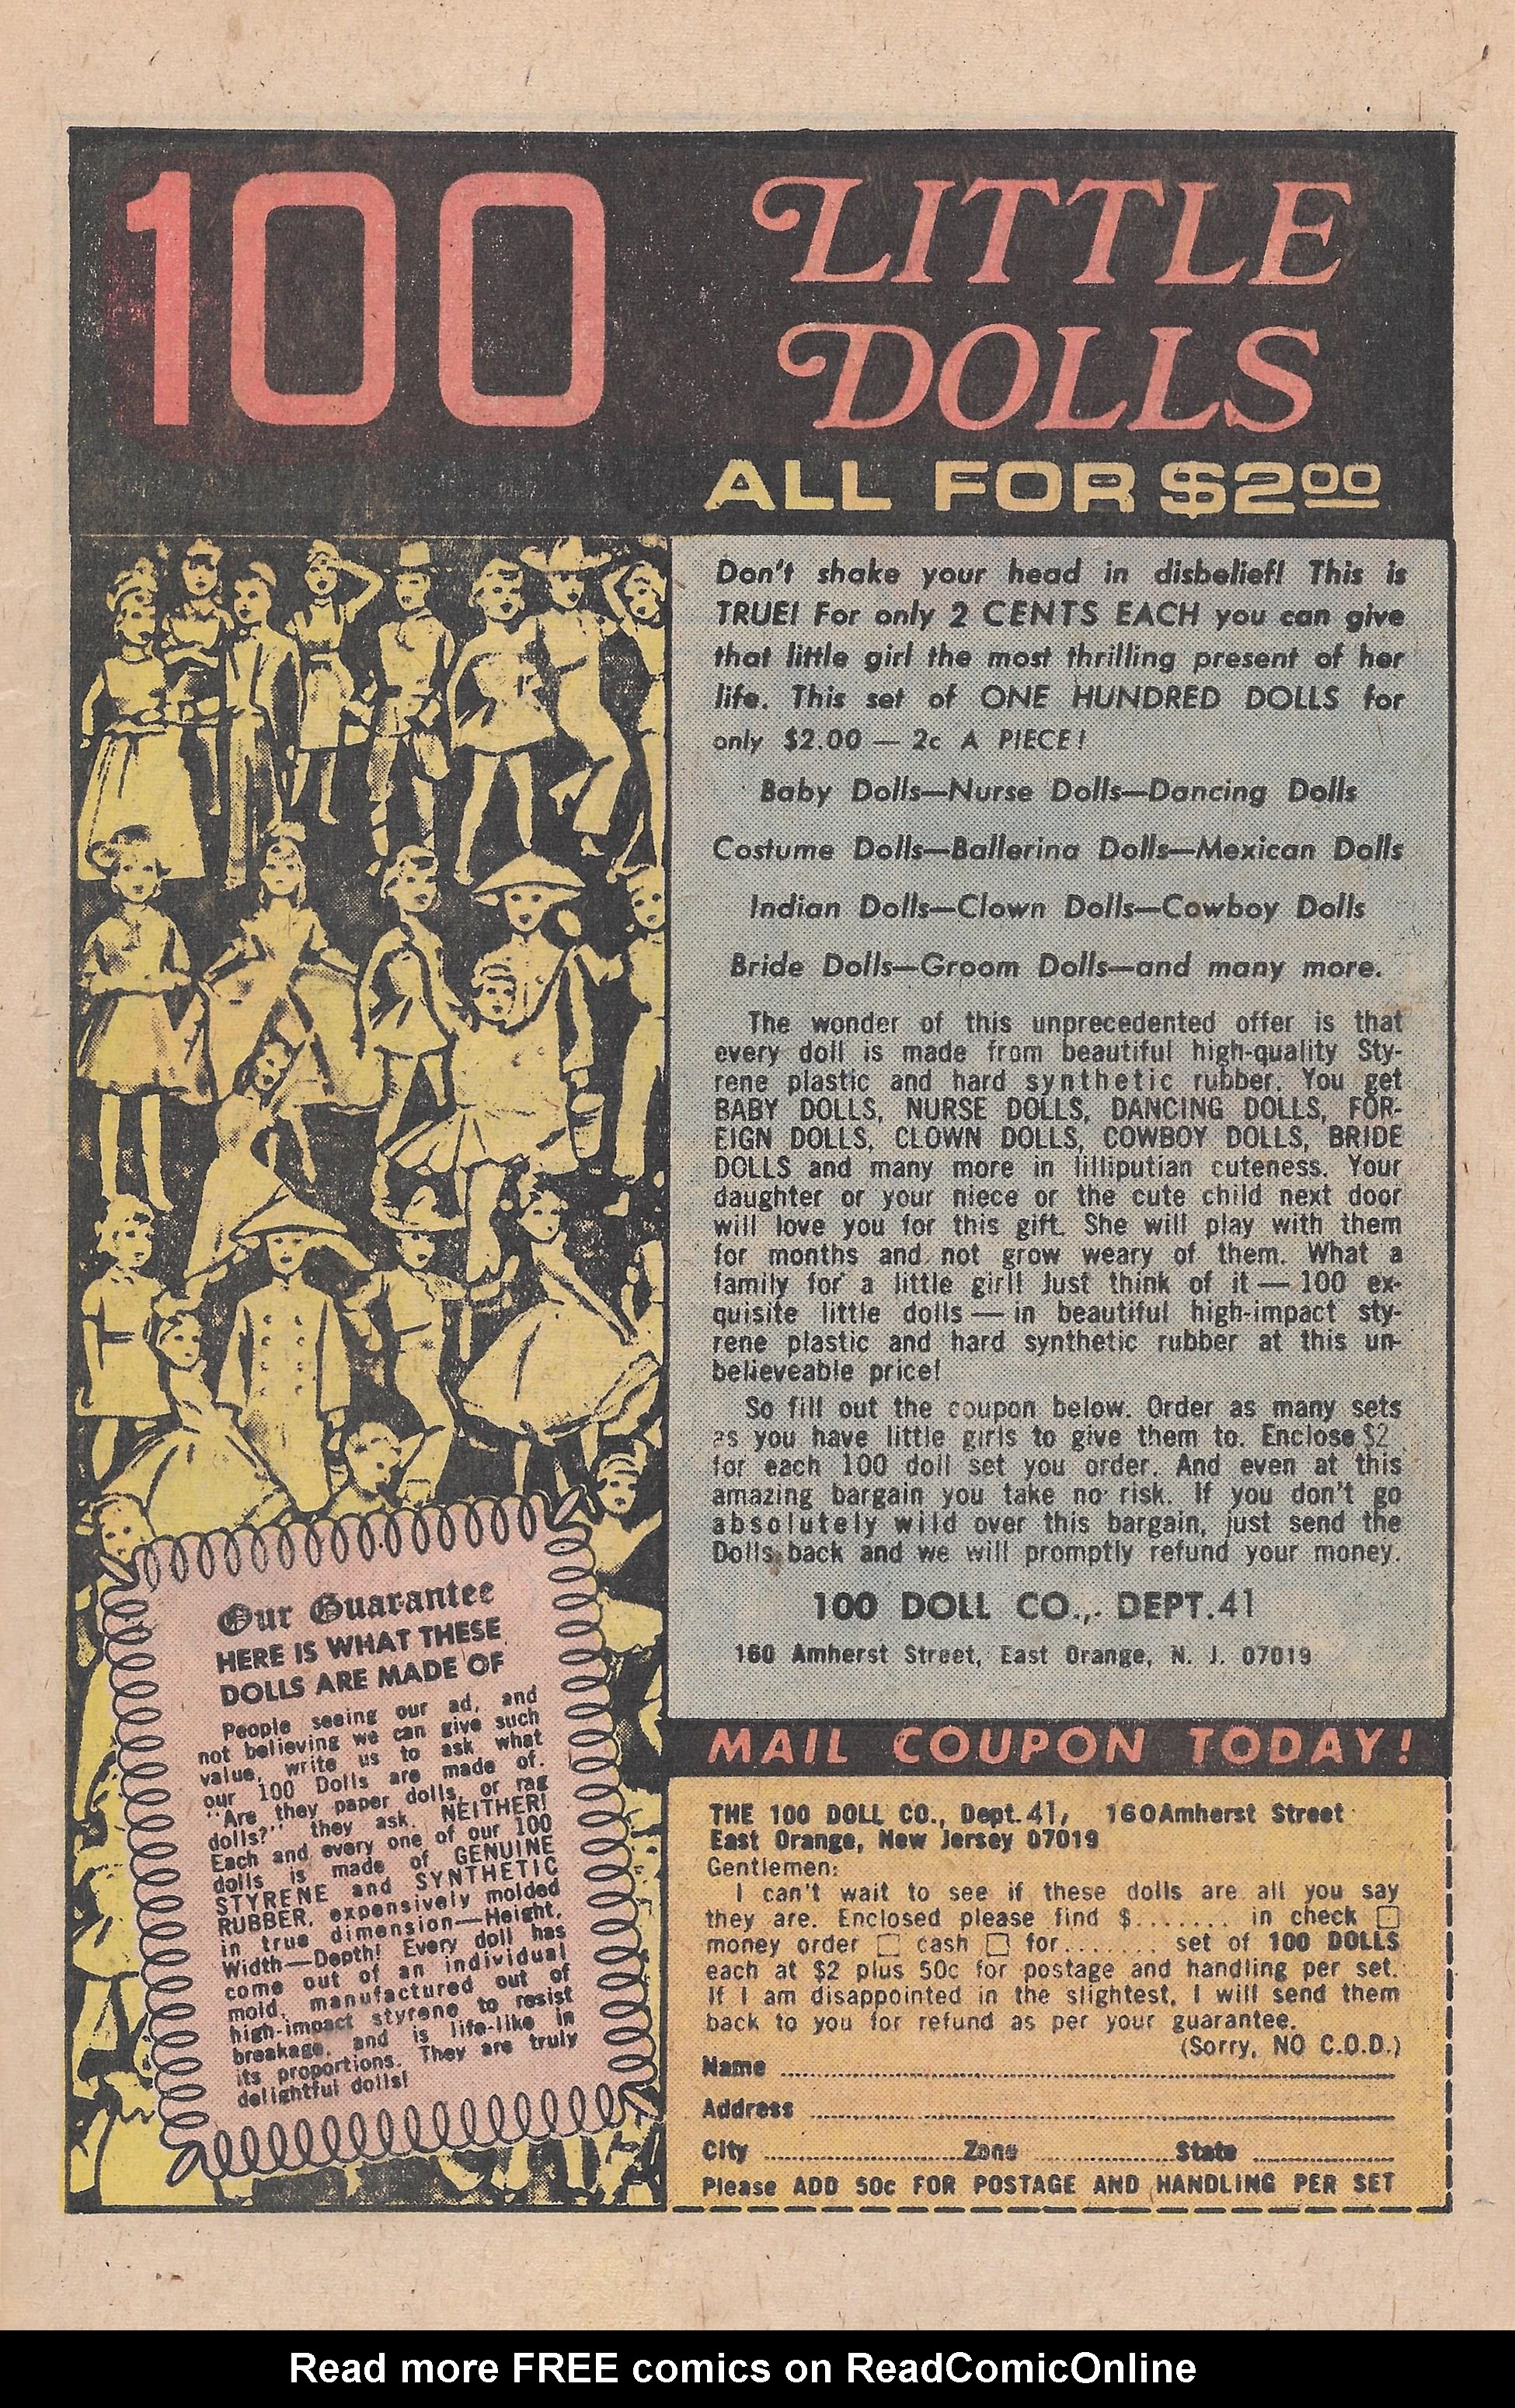 100
LITTLE
DOLLS
ALL FOR $2.00
Don't shake your head in disbelief! This is
TRUE! For only 2 CENTS EACH you can give
that little girl the most thrilling present of her
life. This set of ONE HUNDRED DOLLS for
only $2.00 — 2c A PIECE!
Baby Dolls—Nurse Dolls—Dancing Dolls
Costume Dolls—Ballerina Dolls—Mexican Dolls
Indian Dolls—Clown Dolls—Cowboy Dolls
Bride Dolls—Groom Dolls—and many more.
The wonder of this unprecedented offer is that
every doll is made from beautiful high-quality Sty-
rene plastic and hard synthetic rubber. You get
BABY DOLLS, NURSE DOLLS, DANCING DOLLS, FOR-
EIGN DOLLS, CLOWN DOLLS, COWBOY DOLLS, BRIDE
DOLLS and many more in lilliputian cuteness. Your
daughter or your niece or the cute child next door
will love you for this gift. She will play with them
for months and not grow weary of them. What a
family for a little girl! Just think of it — 100 ex-
quisite little dolls — in beautiful high-impact sty-
rene plastic and hard synthetic rubber at this un-
believeable price!
So fill out the coupon below. Order as many sets
as you have little girls to give them to. Enclose $2
for each 100 doll set you order. And even at this
amazing bargain you take no risk. If you don't go
absolutely wild over this bargain, just send the
Dolls back and we will promptly refund your money.
100 DOLL CO., DEPT. 41
160 Amherst Street, East Orange, N. J. 07019
Our Guarantee
HERE IS WHAT THESE
DOLLS ARE MADE OF
People seeing our ad, and
not believing we can give such
value, write us to ask what
our 100 Dolls are made of.
"Are they paper dolls, or rag
dolls?" they ask. NEITHER!
Each and every one of our 100
dolls is made of GENUINE
STYRENE and SYNTHETIC
RUBBER, expensively molded
in true dimension—Height,
Width—Depth! Every doll has
come out of an individual
mold, manufactured out of
high-impact styrene to resist
breakage, and is life-like in
its proportions. They are truly
delightful dolls!
MAIL COUPON TODAY!
THE 100 DOLL CO., Dept. 41, 160 Amherst Street
East Orange, New Jersey 07019
Gentlemen:
I can't wait to see if these dolls are all you say
they are. Enclosed please find $........ in check □
money order □ cash □ for........ set of 100 DOLLS
each at $2 plus 50c for postage and handling per set.
If I am disappointed in the slightest, I will send them
back to you for refund as per your guarantee.
(Sorry, NO C.O.D.)
Name
Address
City Zone State
Please ADD 50c FOR POSTAGE AND HANDLING PER SET
Read more FREE comics on ReadComicOnline